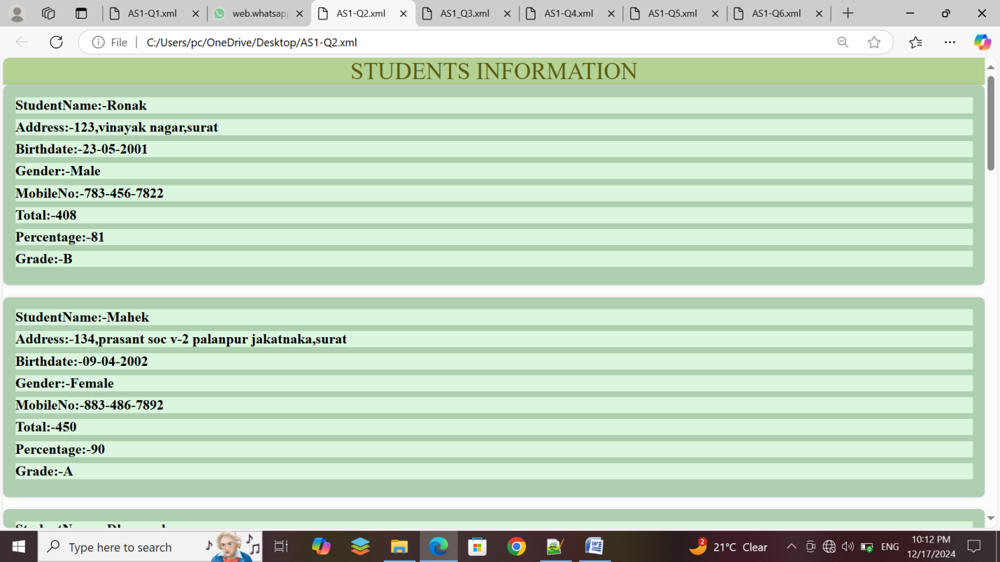 AS1-Q1.xml web.whatsap AS1-Q2.xml AS1_Q3.xml AS1-Q4.xml AS1-Q5.xml AS1-Q6.xml
File C:/Users/pc/OneDrive/Desktop/AS1-Q2.xml
STUDENTS INFORMATION
StudentName:-Ronak
Address:-123,vinayak nagar,surat
Birthdate:-23-05-2001
Gender:-Male
MobileNo:-783-456-7822
Total:-408
Percentage:-81
Grade:-B
StudentName:-Mahek
Address:-134,prasant soc v-2 palanpur jakatnaka,surat
Birthdate:-09-04-2002
Gender:-Female
MobileNo:-883-486-7892
Total:-450
Percentage:-90
Grade:-A
Type here to search 2 21°C Clear ENG 10:12 PM
12/17/2024